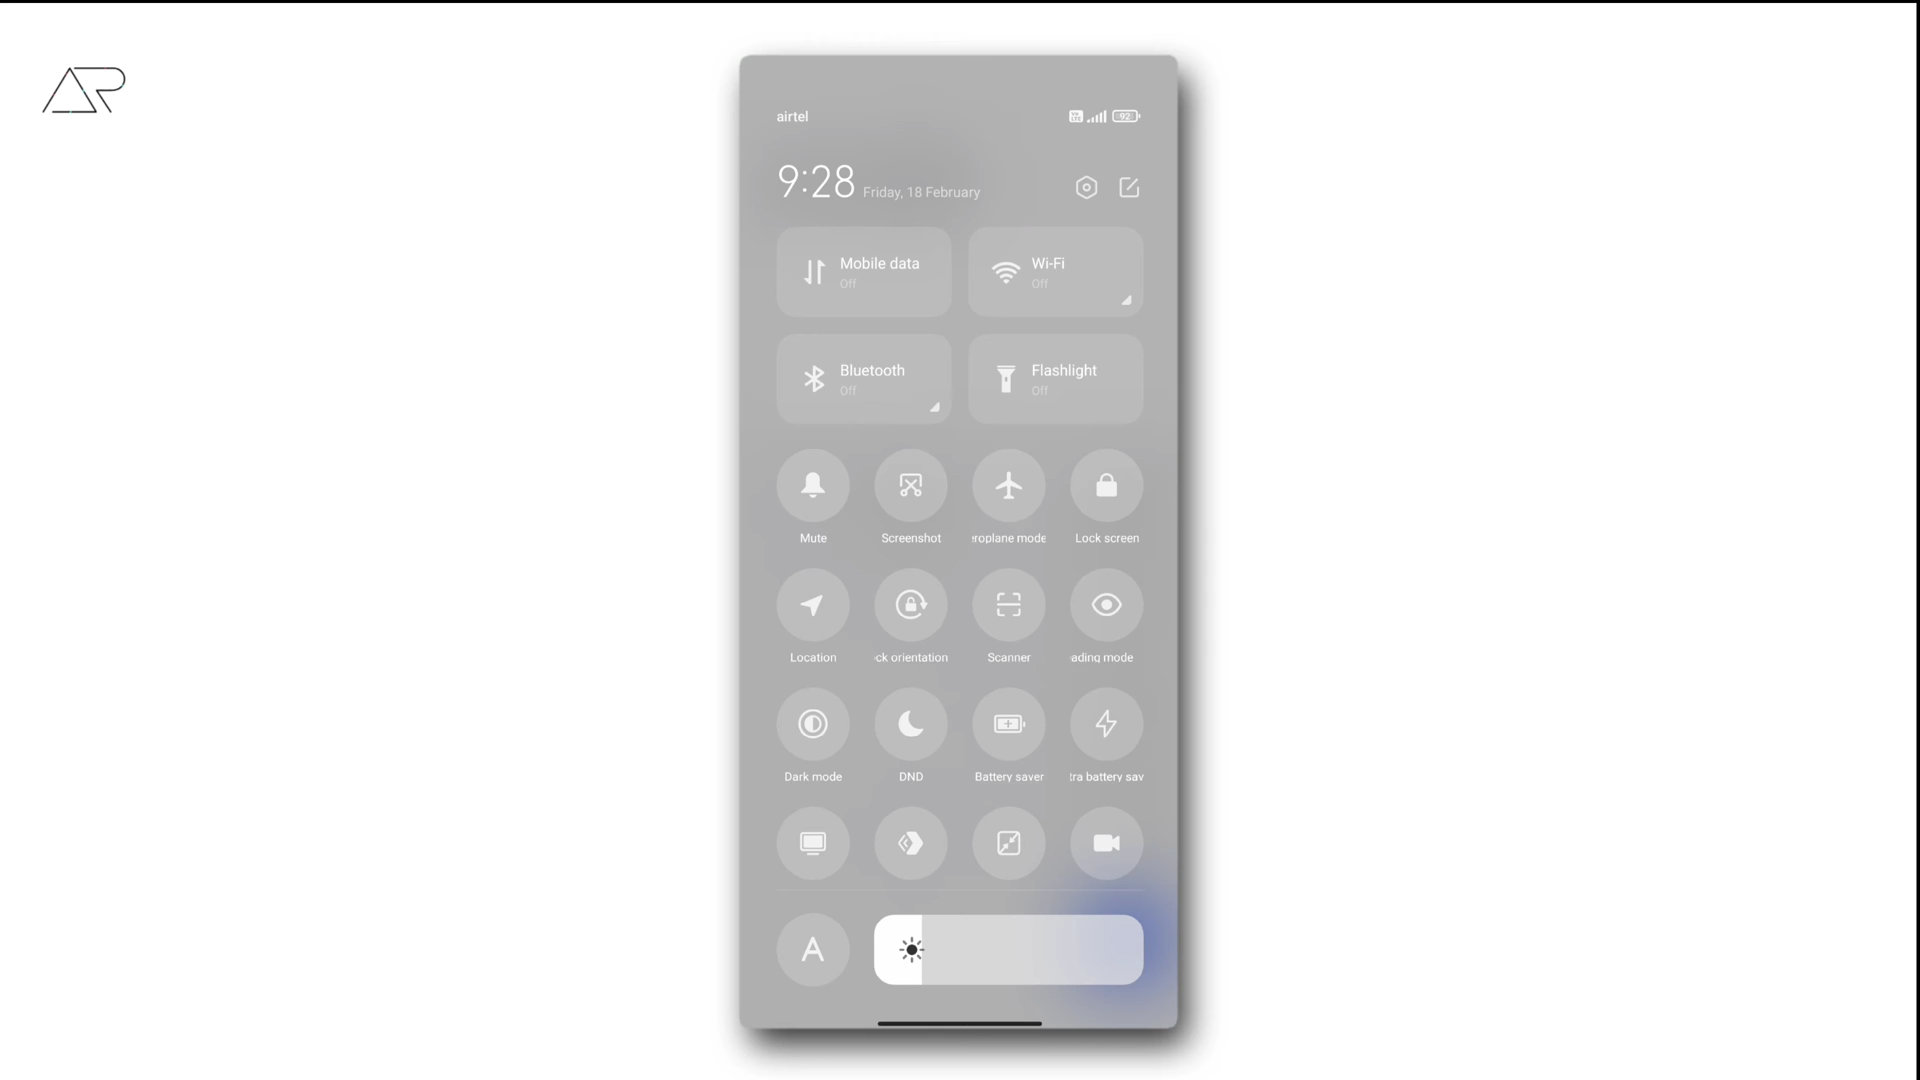 airtel
92
9:28 Friday, 18 February
Mobile data
Off
Wi-Fi
Off
Bluetooth
Off
Flashlight
Off
Mute
Screenshot
eroplane mode
Lock screen
Location
ck orientation
Scanner
ading mode
Dark mode
DND
Battery saver
tra battery sav
A